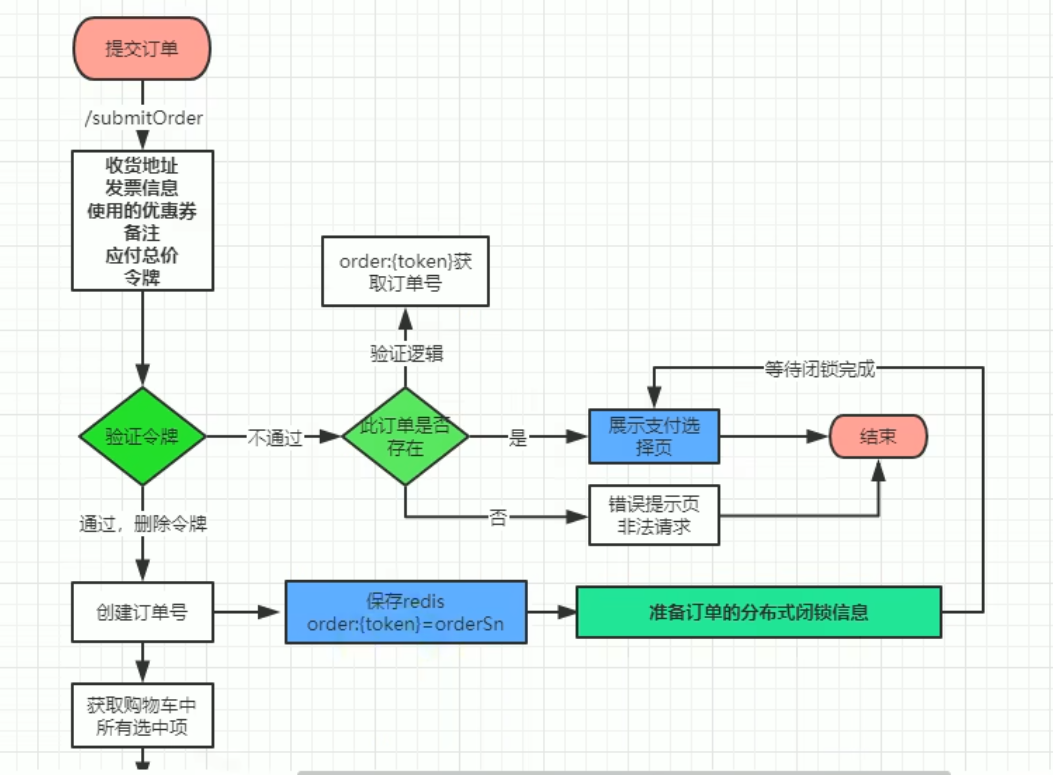 提交订单
/submitOrder
收货地址
发票信息
使用的优惠券
备注
应付总价
令牌
order:{token}获
取订单号
验证逻辑
等待闭锁完成
验证令牌
不通过
此订单是否
存在
是
展示支付选
择页
结束
否
错误提示页
非法请求
通过，删除令牌
创建订单号
保存redis
order:{token}=orderSn
准备订单的分布式闭锁信息
获取购物车中
所有选中项